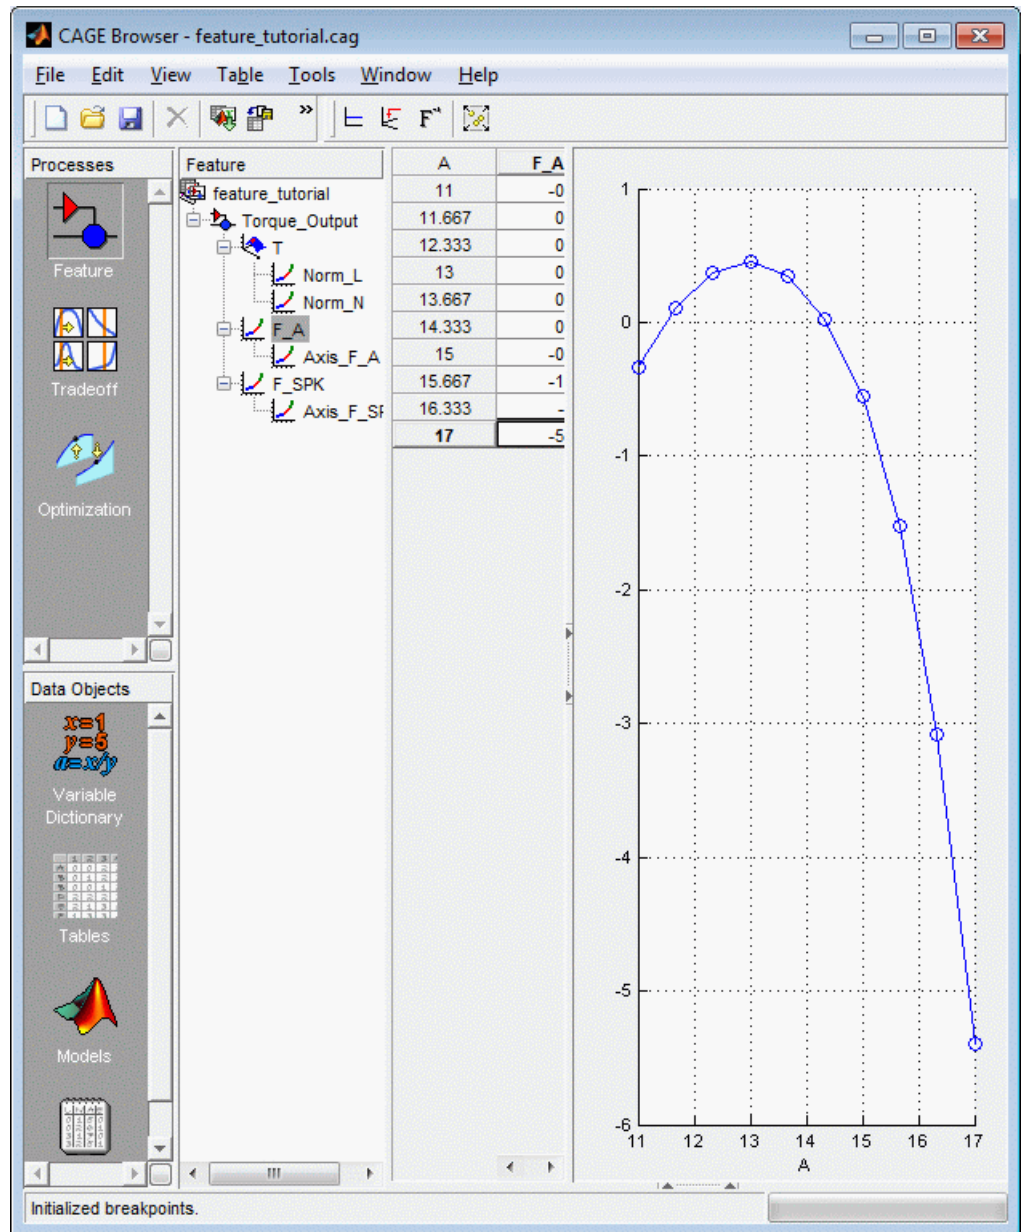 CAGE Browser - feature_tutorial.cag
File Edit View Table Tools Window Help
»
F
Processes
Feature
Tradeoff
Optimization
Data Objects
x=1
y=5
a=x/y
Variable
Dictionary
Tables
Models
Feature
feature_tutorial
Torque_Output
T
Norm_L
Norm_N
F_A
Axis_F_A
F_SPK
Axis_F_SF
A F_A
11 -0
11.667 0
12.333 0
13 0
13.667 0
14.333 0
15 -0
15.667 -1
16.333 -
17 -5
1
0
-1
-2
-3
-4
-5
-6
11 12 13 14 15 16 17
A
Initialized breakpoints.